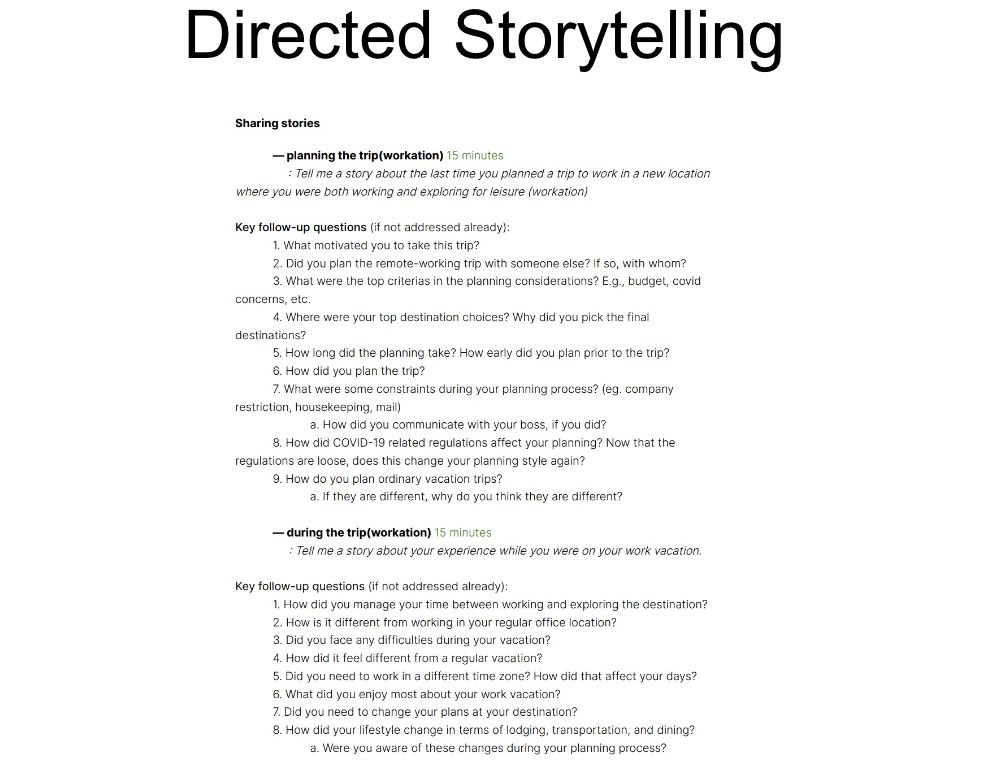 Directed Storytelling
Sharing stories
— planning the trip(workation) 15 minutes
: Tell me a story about the last time you planned a trip to work in a new location
where you were both working and exploring for leisure (workation)
Key follow-up questions (if not addressed already):
1. What motivated you to take this trip?
2. Did you plan the remote-working trip with someone else? If so, with whom?
3. What were the top criterias in the planning considerations? E.g., budget, covid
concerns, etc.
4. Where were your top destination choices? Why did you pick the final
destinations?
5. How long did the planning take? How early did you plan prior to the trip?
6. How did you plan the trip?
7. What were some constraints during your planning process? (eg. company
restriction, housekeeping, mail)
a. How did you communicate with your boss, if you did?
8. How did COVID-19 related regulations affect your planning? Now that the
regulations are loose, does this change your planning style again?
9. How do you plan ordinary vacation trips?
a. If they are different, why do you think they are different?
— during the trip(workation) 15 minutes
: Tell me a story about your experience while you were on your work vacation.
Key follow-up questions (if not addressed already):
1. How did you manage your time between working and exploring the destination?
2. How is it different from working in your regular office location?
3. Did you face any difficulties during your vacation?
4. How did it feel different from a regular vacation?
5. Did you need to work in a different time zone? How did that affect your days?
6. What did you enjoy most about your work vacation?
7. Did you need to change your plans at your destination?
8. How did your lifestyle change in terms of lodging, transportation, and dining?
a. Were you aware of these changes during your planning process?